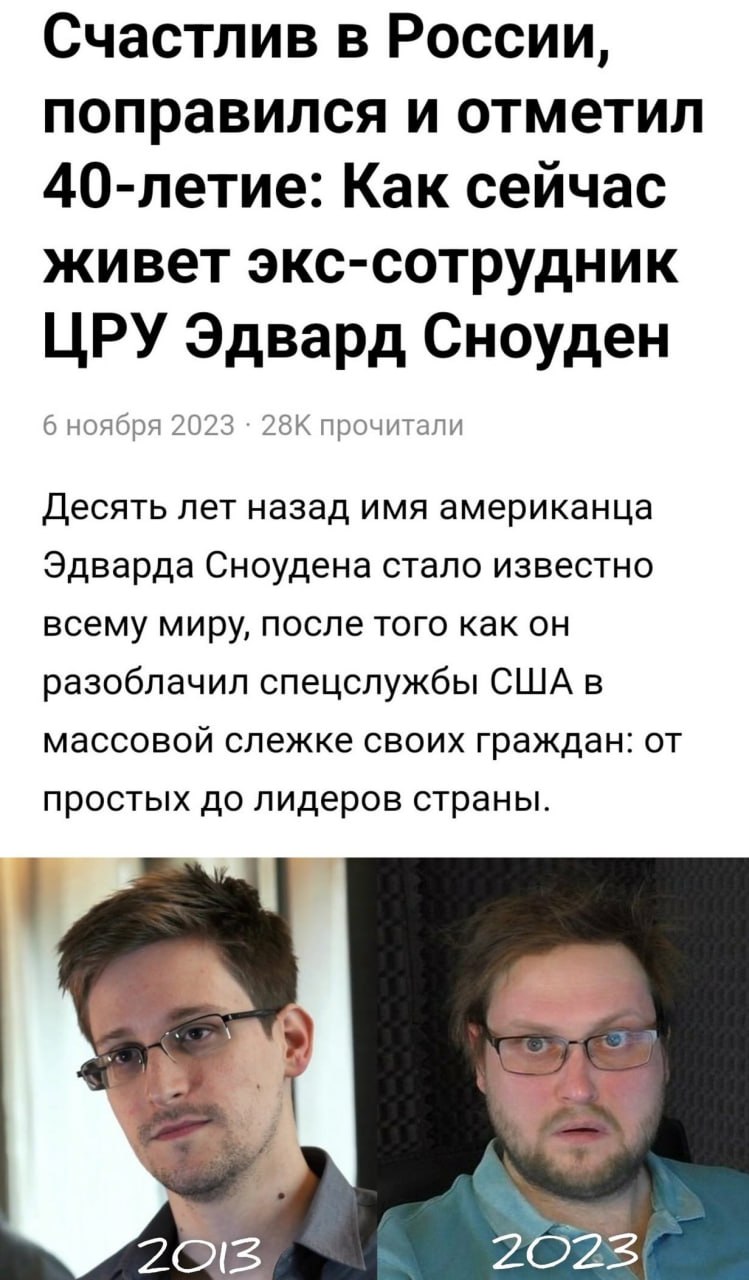 Счастлив в России,
поправился и отметил
40-летие: Как сейчас
живет экс-сотрудник
ЦРУ Эдвард Сноуден
6 ноября 2023 · 28К прочитали
Десять лет назад имя американца
Эдварда Сноудена стало известно
всему миру, после того как он
разоблачил спецслужбы США в
массовой слежке своих граждан: от
простых до лидеров страны.
2013
2023